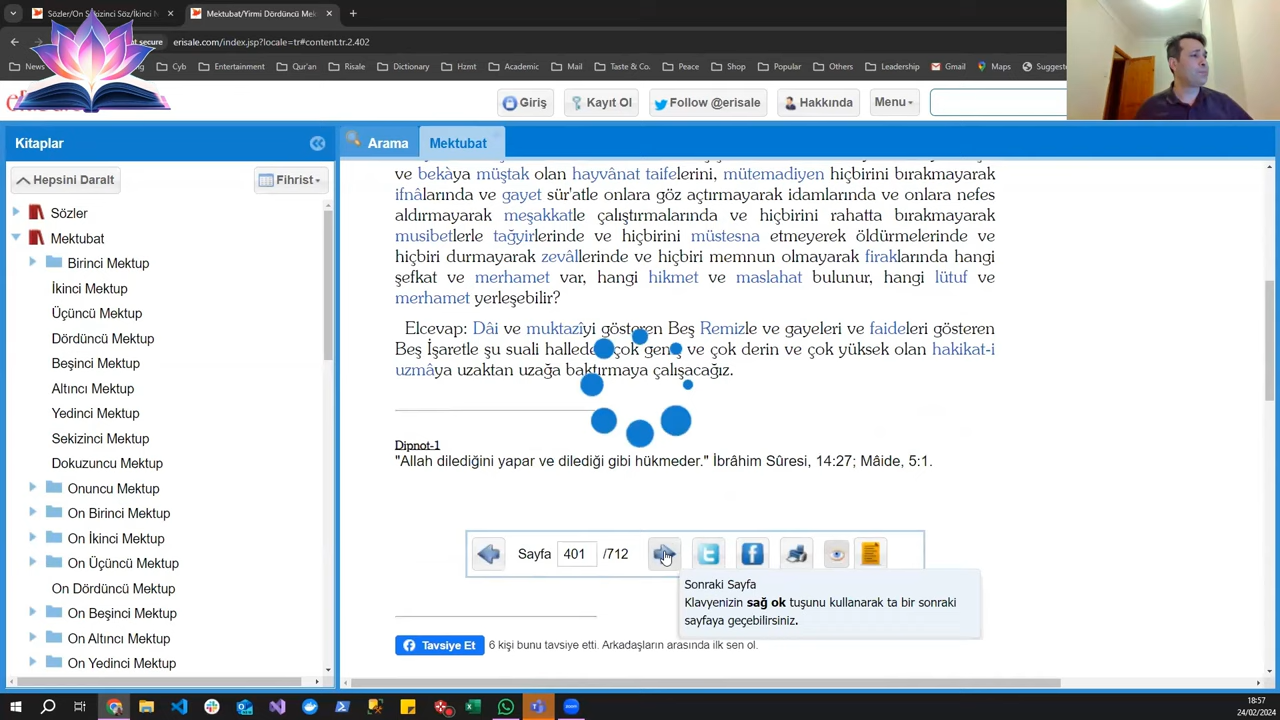 Sözler/On Sekizinci Söz/İkinci N
Mektubat/Yirmi Dördüncü Mek
erisale.com/index.jsp?locale=tr#content.tr.2.402
News
Cyb
Entertainment
Qur'an
Risale
Dictionary
Hzmt
Academic
Mail
Taste & Co.
Peace
Shop
Popular
Others
Leadership
Gmail
Maps
Suggeste
Giriş
Kayıt Ol
Follow @erisale
Hakkında
Menu
Kitaplar
Arama
Mektubat
Hepsini Daralt
Fihrist
Sözler
Mektubat
Birinci Mektup
İkinci Mektup
Üçüncü Mektup
Dördüncü Mektup
Beşinci Mektup
Altıncı Mektup
Yedinci Mektup
Sekizinci Mektup
Dokuzuncu Mektup
Onuncu Mektup
On Birinci Mektup
On İkinci Mektup
On Üçüncü Mektup
On Dördüncü Mektup
On Beşinci Mektup
On Altıncı Mektup
On Yedinci Mektup
ve bekàya müştak olan hayvânat taifelerini, mütemadiyen hiçbirini bırakmayarak
ifnâlarında ve gayet sür'atle onlara göz açtırmayarak idamlarında ve onlara nefes
aldırmayarak meşakkatle çalıştırmalarında ve hiçbirini rahatta bırakmayarak
musibetlerle tağyirlerinde ve hiçbirini müstesna etmeyerek öldürmelerinde ve
hiçbiri durmayarak zevâllerinde ve hiçbiri memnun olmayarak firaklarında hangi
şefkat ve merhamet var, hangi hikmet ve maslahat bulunur, hangi lütuf ve
merhamet yerleşebilir?
Elcevap: Dâi ve muktazîyi gösteren Beş Remizle ve gayeleri ve faideleri gösteren
Beş İşaretle şu suali halledecek çok geniş ve çok derin ve çok yüksek olan hakikat-i
uzmâya uzaktan uzağa baktırmaya çalışacağız.
Dipnot-1
"Allah dilediğini yapar ve dilediği gibi hükmeder." İbrâhim Sûresi, 14:27; Mâide, 5:1.
Sayfa 401 /712
Sonraki Sayfa
Klavyenizin sağ ok tuşunu kullanarak ta bir sonraki
sayfaya geçebilirsiniz.
Tavsiye Et
6 kişi bunu tavsiye etti. Arkadaşların arasında ilk sen ol.
18:57
24/02/2024